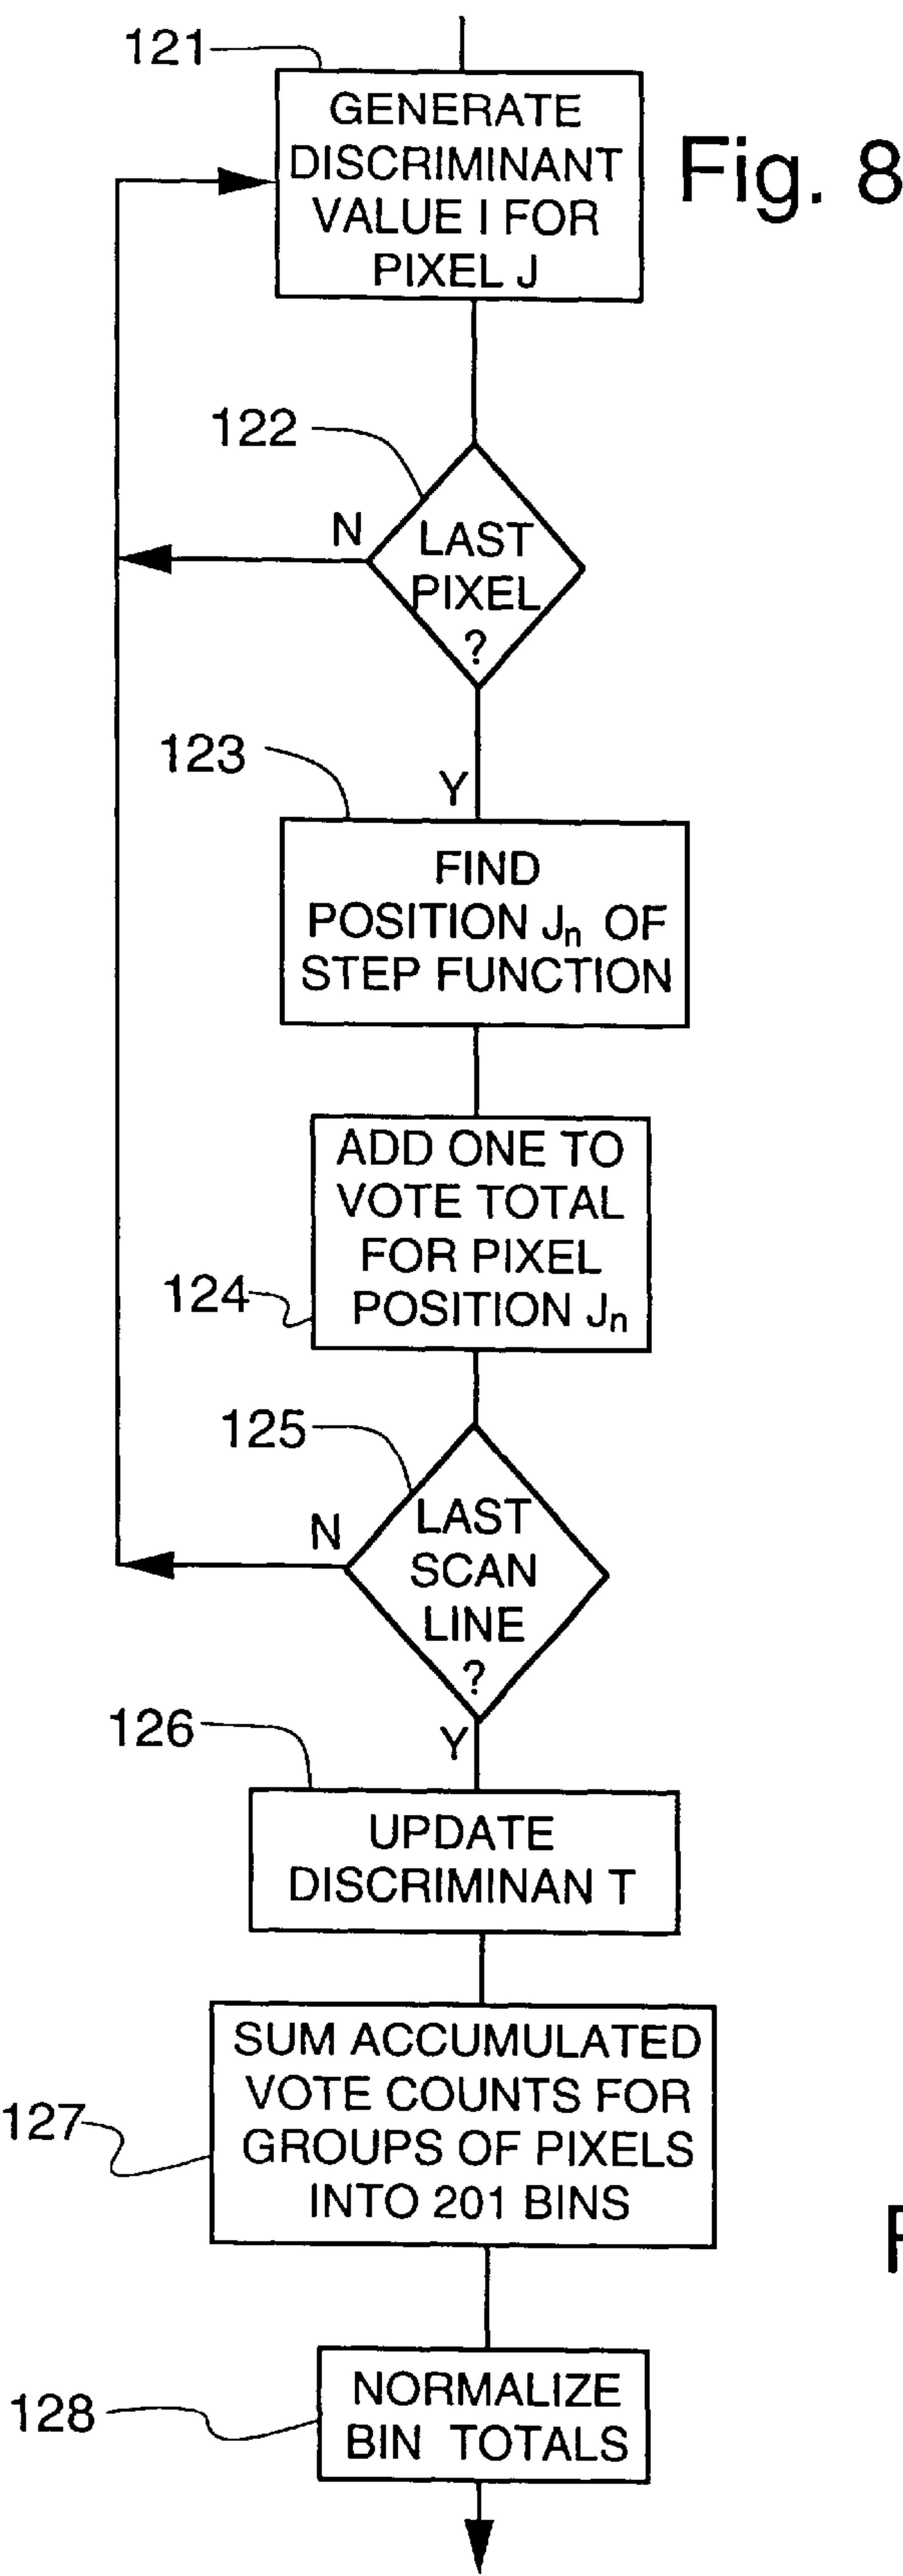 121
GENERATE
DISCRIMINANT
VALUE I FOR
PIXEL J
Fig. 8
122
N
LAST
PIXEL
?
123
Y
FIND
POSITION Jn OF
STEP FUNCTION
ADD ONE TO
VOTE TOTAL
FOR PIXEL
POSITION Jn
124
125
N
LAST
SCAN
LINE
?
126
Y
UPDATE
DISCRIMINAN T
SUM ACCUMULATED
VOTE COUNTS FOR
GROUPS OF PIXELS
INTO 201 BINS
127
NORMALIZE
BIN TOTALS
128